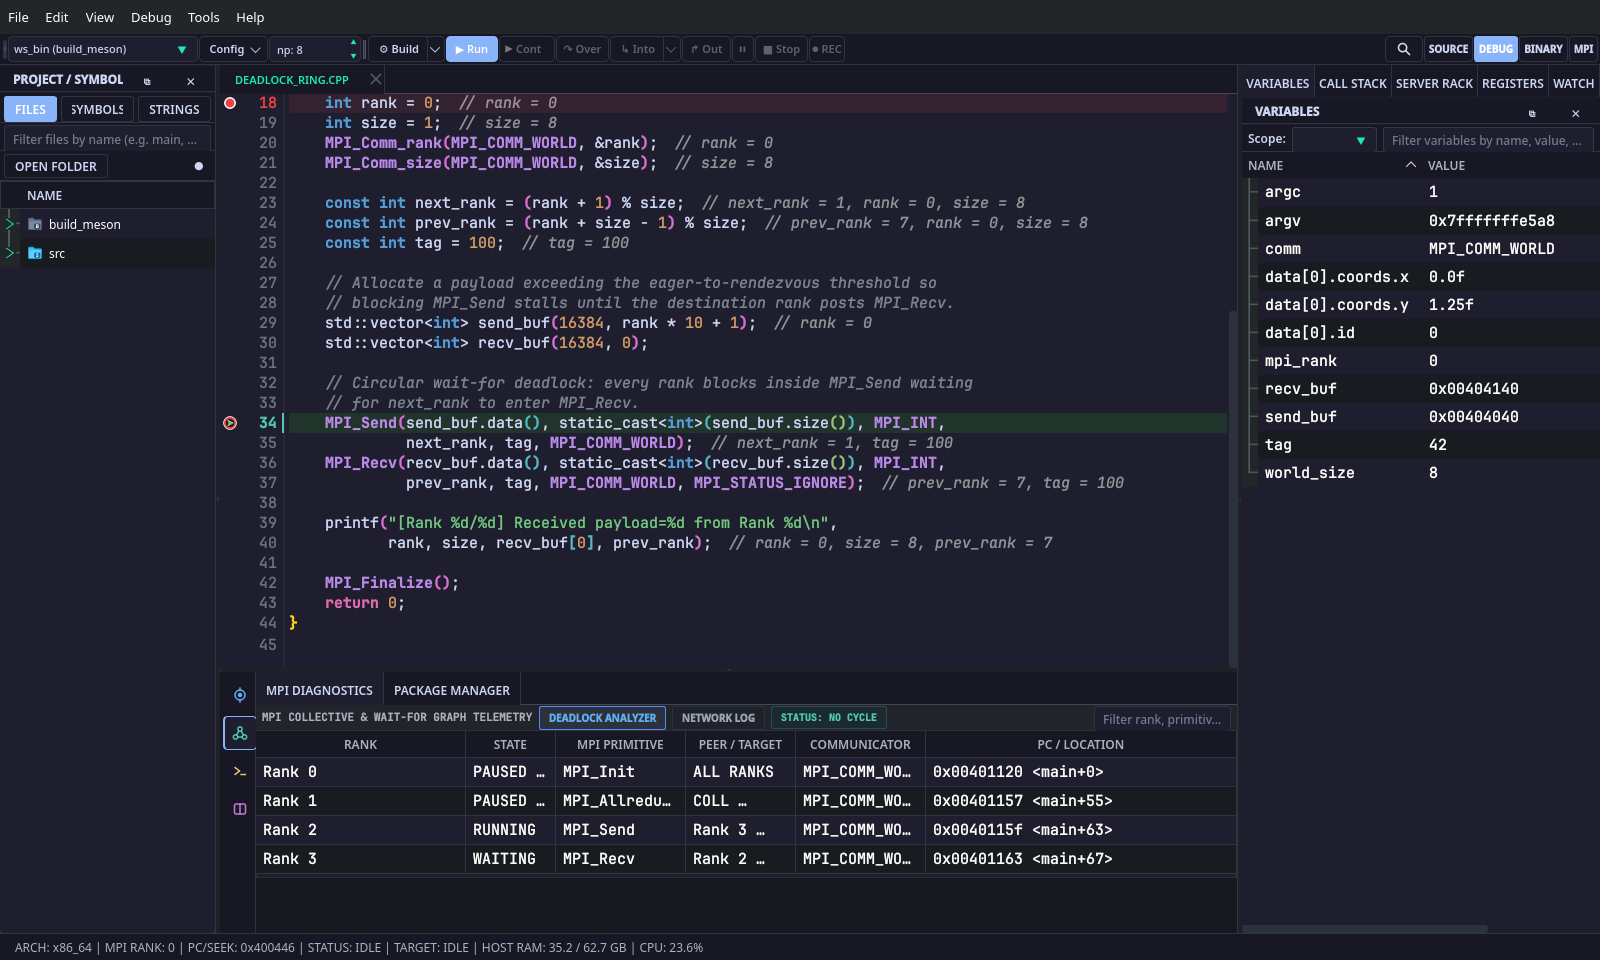 File Edit View Debug Tools Help
ws_bin (build_meson) Config np: 8 Build Run Cont Over Into Out Stop REC SOURCE DEBUG BINARY MPI
PROJECT / SYMBOL
FILES SYMBOLS STRINGS
Filter files by name (e.g. main, ...
OPEN FOLDER
NAME
build_meson
src
DEADLOCK_RING.CPP
18 int rank = 0; // rank = 0
19 int size = 1; // size = 8
20 MPI_Comm_rank(MPI_COMM_WORLD, &rank); // rank = 0
21 MPI_Comm_size(MPI_COMM_WORLD, &size); // size = 8
22
23 const int next_rank = (rank + 1) % size; // next_rank = 1, rank = 0, size = 8
24 const int prev_rank = (rank + size - 1) % size; // prev_rank = 7, rank = 0, size = 8
25 const int tag = 100; // tag = 100
26
27 // Allocate a payload exceeding the eager-to-rendezvous threshold so
28 // blocking MPI_Send stalls until the destination rank posts MPI_Recv.
29 std::vector<int> send_buf(16384, rank * 10 + 1); // rank = 0
30 std::vector<int> recv_buf(16384, 0);
31
32 // Circular wait-for deadlock: every rank blocks inside MPI_Send waiting
33 // for next_rank to enter MPI_Recv.
34 MPI_Send(send_buf.data(), static_cast<int>(send_buf.size()), MPI_INT,
35 next_rank, tag, MPI_COMM_WORLD); // next_rank = 1, tag = 100
36 MPI_Recv(recv_buf.data(), static_cast<int>(recv_buf.size()), MPI_INT,
37 prev_rank, tag, MPI_COMM_WORLD, MPI_STATUS_IGNORE); // prev_rank = 7, tag = 100
38
39 printf("[Rank %d/%d] Received payload=%d from Rank %d\n",
40 rank, size, recv_buf[0], prev_rank); // rank = 0, size = 8, prev_rank = 7
41
42 MPI_Finalize();
43 return 0;
44 }
45
MPI DIAGNOSTICS PACKAGE MANAGER
MPI COLLECTIVE & WAIT-FOR GRAPH TELEMETRY DEADLOCK ANALYZER NETWORK LOG STATUS: NO CYCLE Filter rank, primitiv...
RANK STATE MPI PRIMITIVE PEER / TARGET COMMUNICATOR PC / LOCATION
Rank 0 PAUSED … MPI_Init ALL RANKS MPI_COMM_WO… 0x00401120 <main+0>
Rank 1 PAUSED … MPI_Allredu… COLL … MPI_COMM_WO… 0x00401157 <main+55>
Rank 2 RUNNING MPI_Send Rank 3 … MPI_COMM_WO… 0x0040115f <main+63>
Rank 3 WAITING MPI_Recv Rank 2 … MPI_COMM_WO… 0x00401163 <main+67>
VARIABLES CALL STACK SERVER RACK REGISTERS WATCH
VARIABLES
Scope: Filter variables by name, value, ...
NAME VALUE
argc 1
argv 0x7fffffffe5a8
comm MPI_COMM_WORLD
data[0].coords.x 0.0f
data[0].coords.y 1.25f
data[0].id 0
mpi_rank 0
recv_buf 0x00404140
send_buf 0x00404040
tag 42
world_size 8
ARCH: x86_64 | MPI RANK: 0 | PC/SEEK: 0x400446 | STATUS: IDLE | TARGET: IDLE | HOST RAM: 35.2 / 62.7 GB | CPU: 23.6%